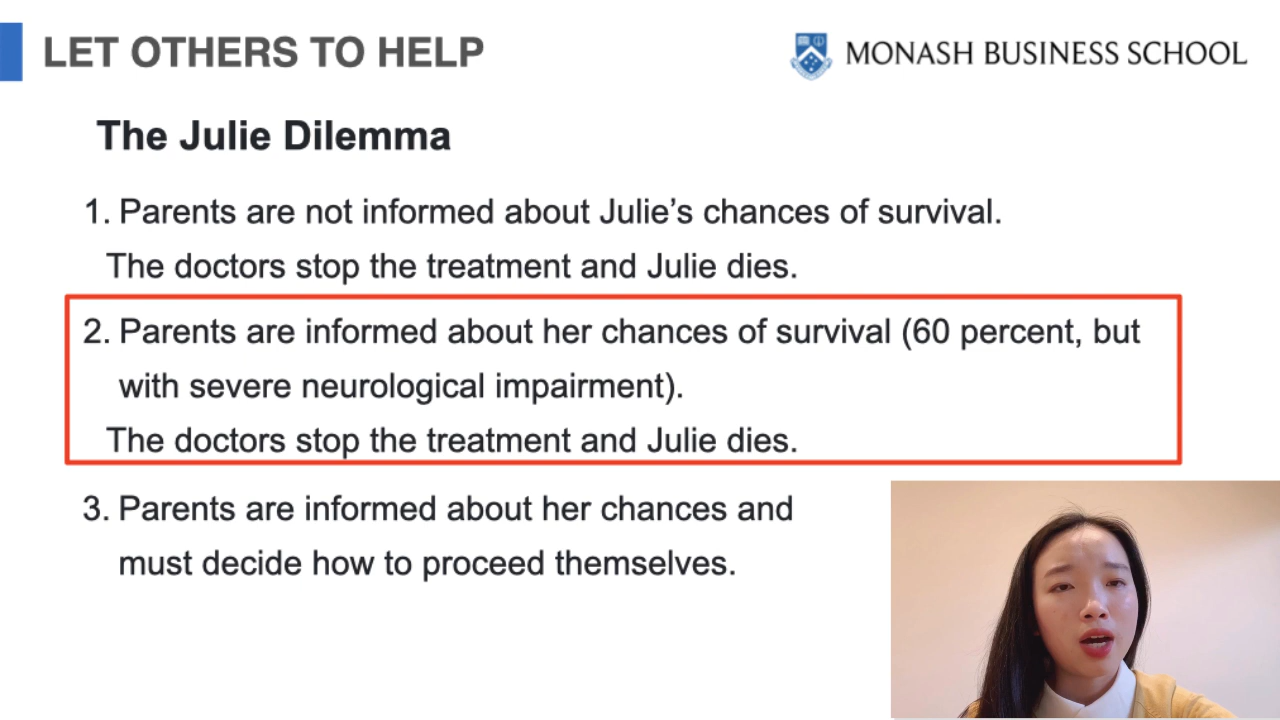 LET OTHERS TO HELP
MONASH BUSINESS SCHOOL
The Julie Dilemma
1. Parents are not informed about Julie’s chances of survival.
The doctors stop the treatment and Julie dies.
2. Parents are informed about her chances of survival (60 percent, but
with severe neurological impairment).
The doctors stop the treatment and Julie dies.
3. Parents are informed about her chances and
must decide how to proceed themselves.